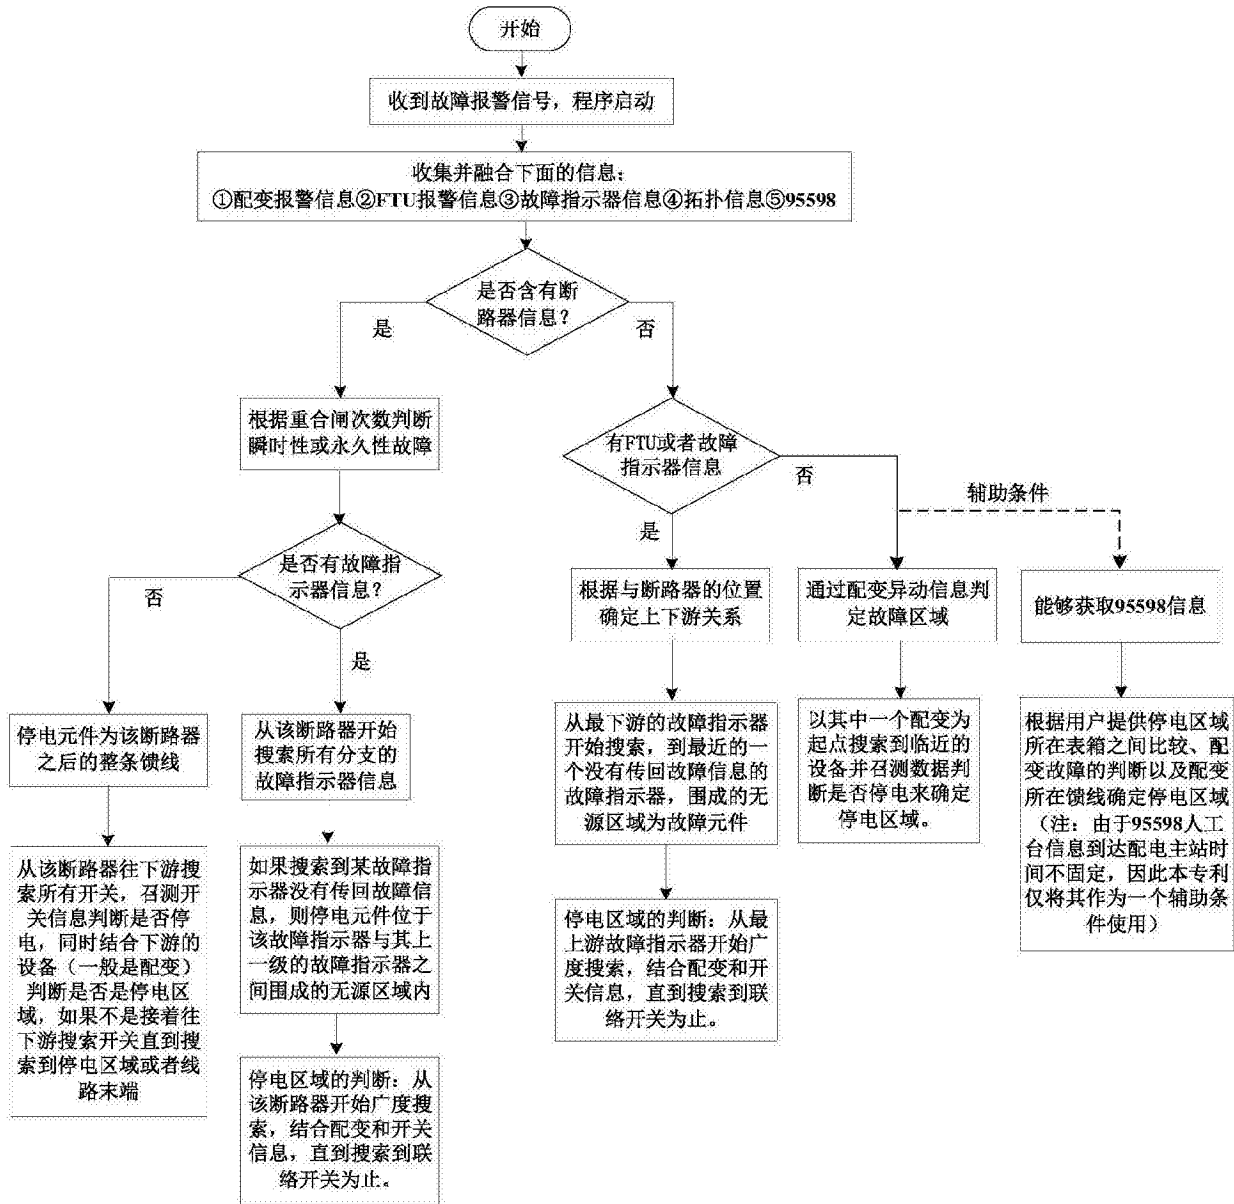 开始
收到故障报警信号，程序启动
收集并融合下面的信息：
①配变报警信息②FTU报警信息③故障指示器信息④拓扑信息⑤95598
是否含有断
路器信息？
是
否
根据重合闸次数判断
瞬时性或永久性故障
有FTU或者故障
指示器信息
否
辅助条件
是
是否有故障指
示器信息？
否
是
根据与断路器的位置
确定上下游关系
通过配变异动信息判
定故障区域
能够获取95598信息
停电元件为该断路器
之后的整条馈线
从该断路器开始
搜索所有分支的
故障指示器信息
从最下游的故障指示器
开始搜索，到最近的一
个没有传回故障信息的
故障指示器，围成的无
源区域为故障元件
以其中一个配变为
起点搜索到临近的
设备并召测数据判
断是否停电来确定
停电区域。
根据用户提供停电区域
所在表箱之间比较、配
变故障的判断以及配变
所在馈线确定停电区域
（注：由于95598人工
台信息到达配电主站时
间不固定，因此本专利
仅将其作为一个辅助条
件使用）
从该断路器往下游搜
索所有开关，召测开
关信息判断是否停
电，同时结合下游的
设备（一般是配变）
判断是否是停电区
域，如果不是接着往
下游搜索开关直到搜
索到停电区域或者线
路末端
如果搜索到某故障指
示器没有传回故障信
息，则停电元件位于
该故障指示器与其上
一级的故障指示器之
间围成的无源区域内
停电区域的判断：从最
上游故障指示器开始广
度搜索，结合配变和开
关信息，直到搜索到联
络开关为止。
停电区域的判断：从
该断路器开始广度搜
索，结合配变和开关
信息，直到搜索到联
络开关为止。